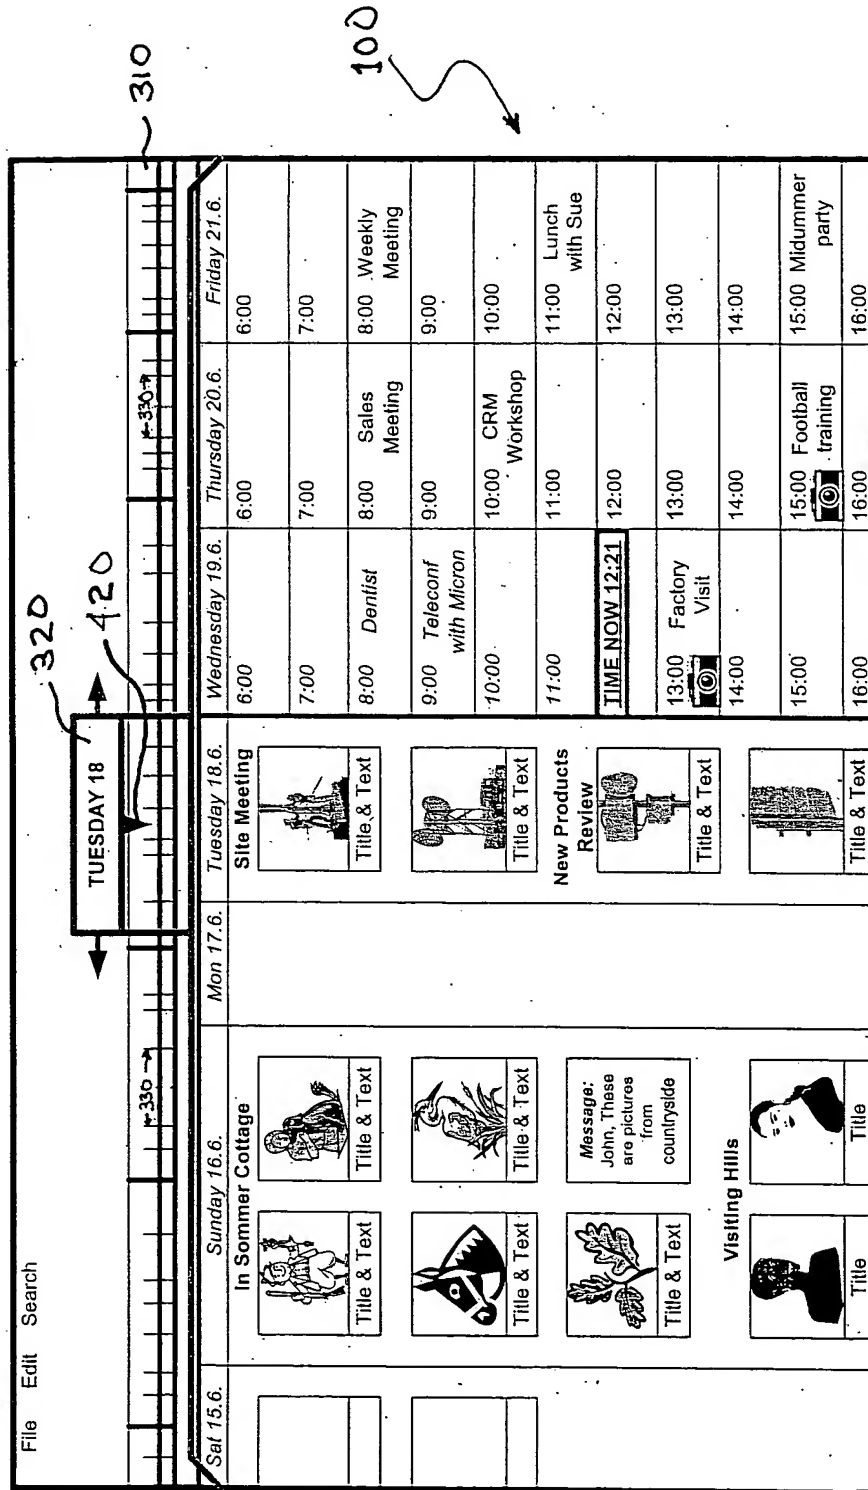 100
310
320
420
File Edit Search
TUESDAY 18
330
330
Sat 15.6.
Sunday 16.6.
Mon 17.6.
Tuesday 18.6.
Wednesday 19.6.
Thursday 20.6.
Friday 21.6.
In Sommer Cottage
Title & Text
Title & Text
Title & Text
Title & Text
Title & Text
Message:
John, These
are pictures
from
countryside
Visiting Hills
Title
Title
Site Meeting
Title & Text
Title & Text
New Products
Review
Title & Text
Title & Text
6:00
7:00
8:00 Dentist
9:00 Teleconf
with Micron
10:00
11:00
TIME NOW 12:21
13:00 Factory
Visit
14:00
15:00
16:00
6:00
7:00
8:00 Sales
Meeting
9:00
10:00 CRM
Workshop
11:00
12:00
13:00
14:00
15:00 Football
training
16:00
6:00
7:00
8:00 Weekly
Meeting
9:00
10:00
11:00 Lunch
with Sue
12:00
13:00
14:00
15:00 Midummer
party
16:00